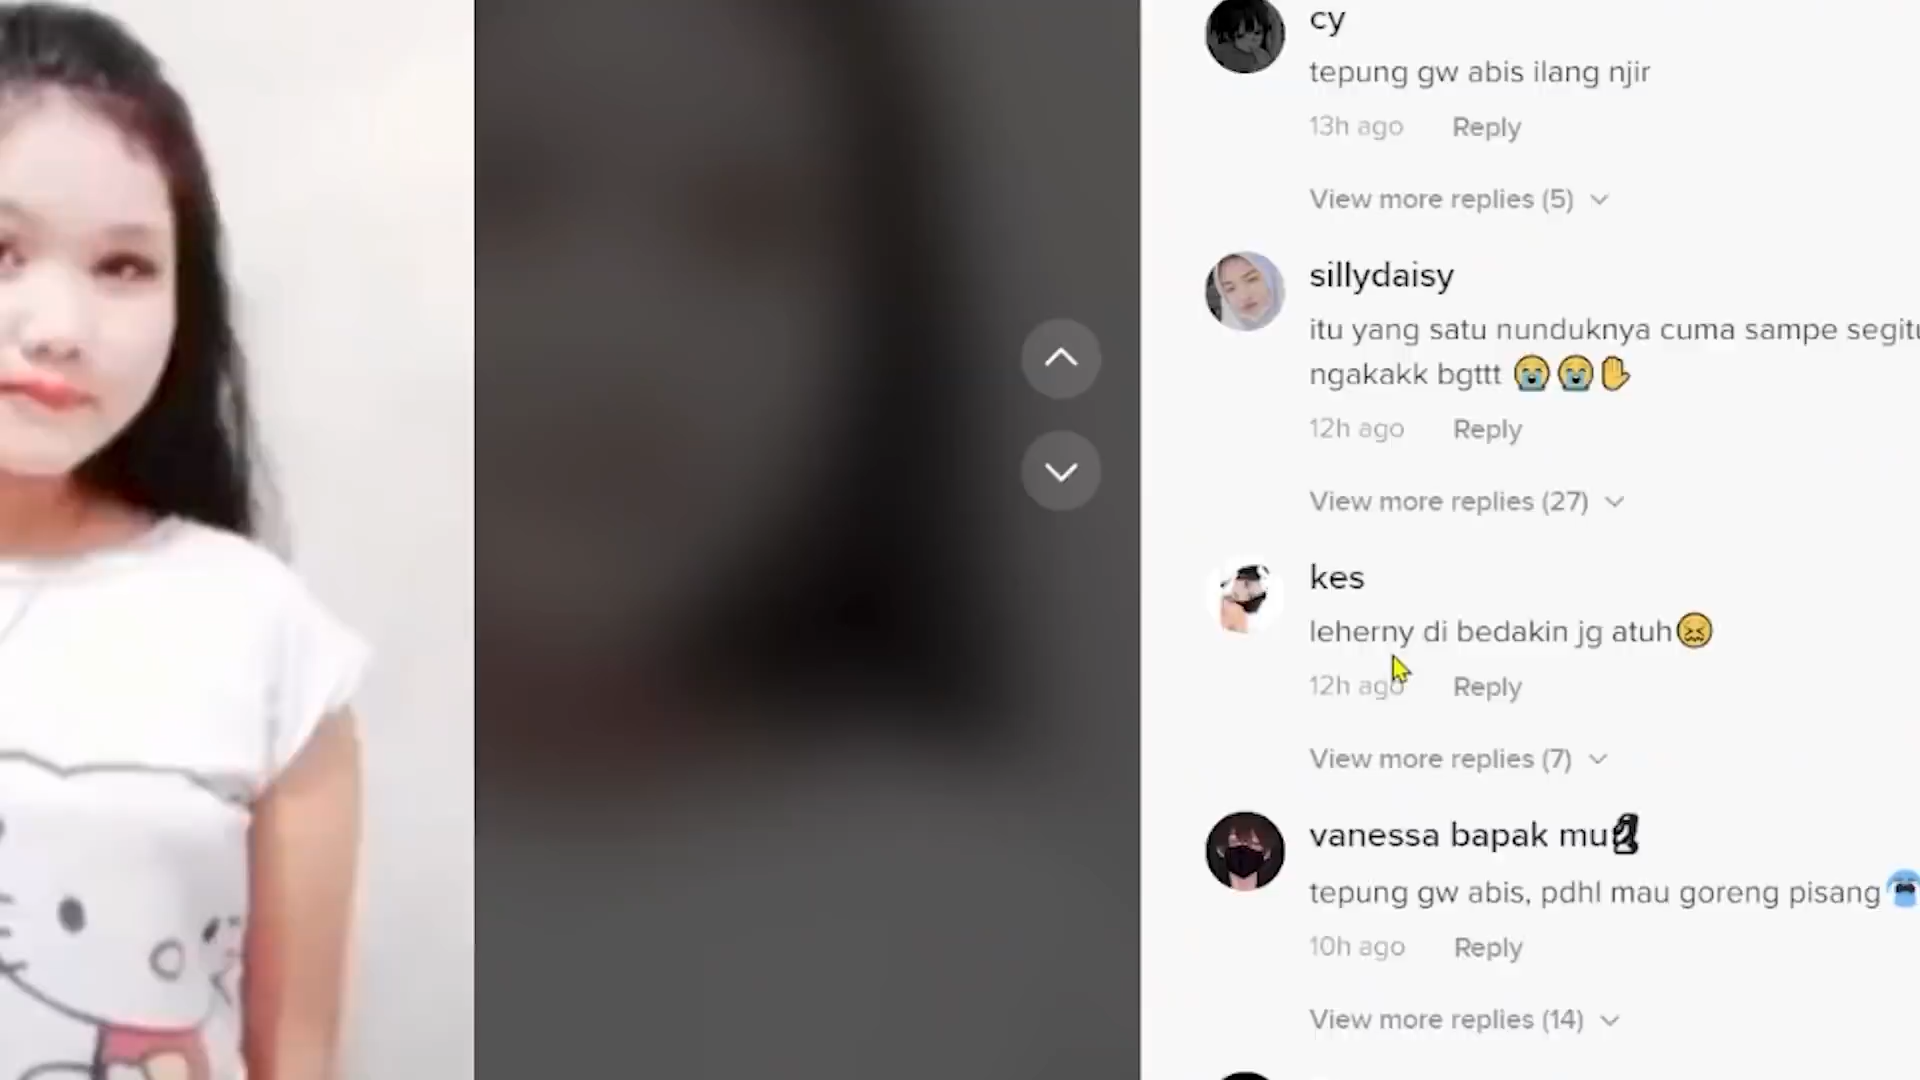 cy
tepung gw abis ilang njir
13h ago Reply
View more replies (5)
sillydaisy
itu yang satu nunduknya cuma sampe segitu
ngakakk bgttt 😭😭✋
12h ago Reply
View more replies (27)
kes
leherny di bedakin jg atuh😖
12h ago Reply
View more replies (7)
vanessa bapak mu🗿
tepung gw abis, pdhl mau goreng pisang😭
10h ago Reply
View more replies (14)